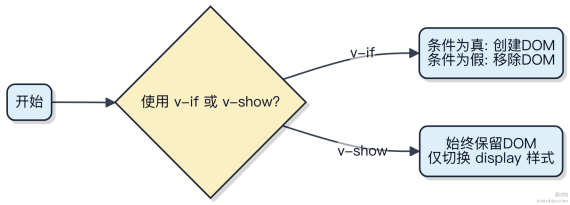 开始
使用 v-if 或 v-show?
v-if
条件为真: 创建DOM
条件为假: 移除DOM
v-show
始终保留DOM
仅切换 display 样式